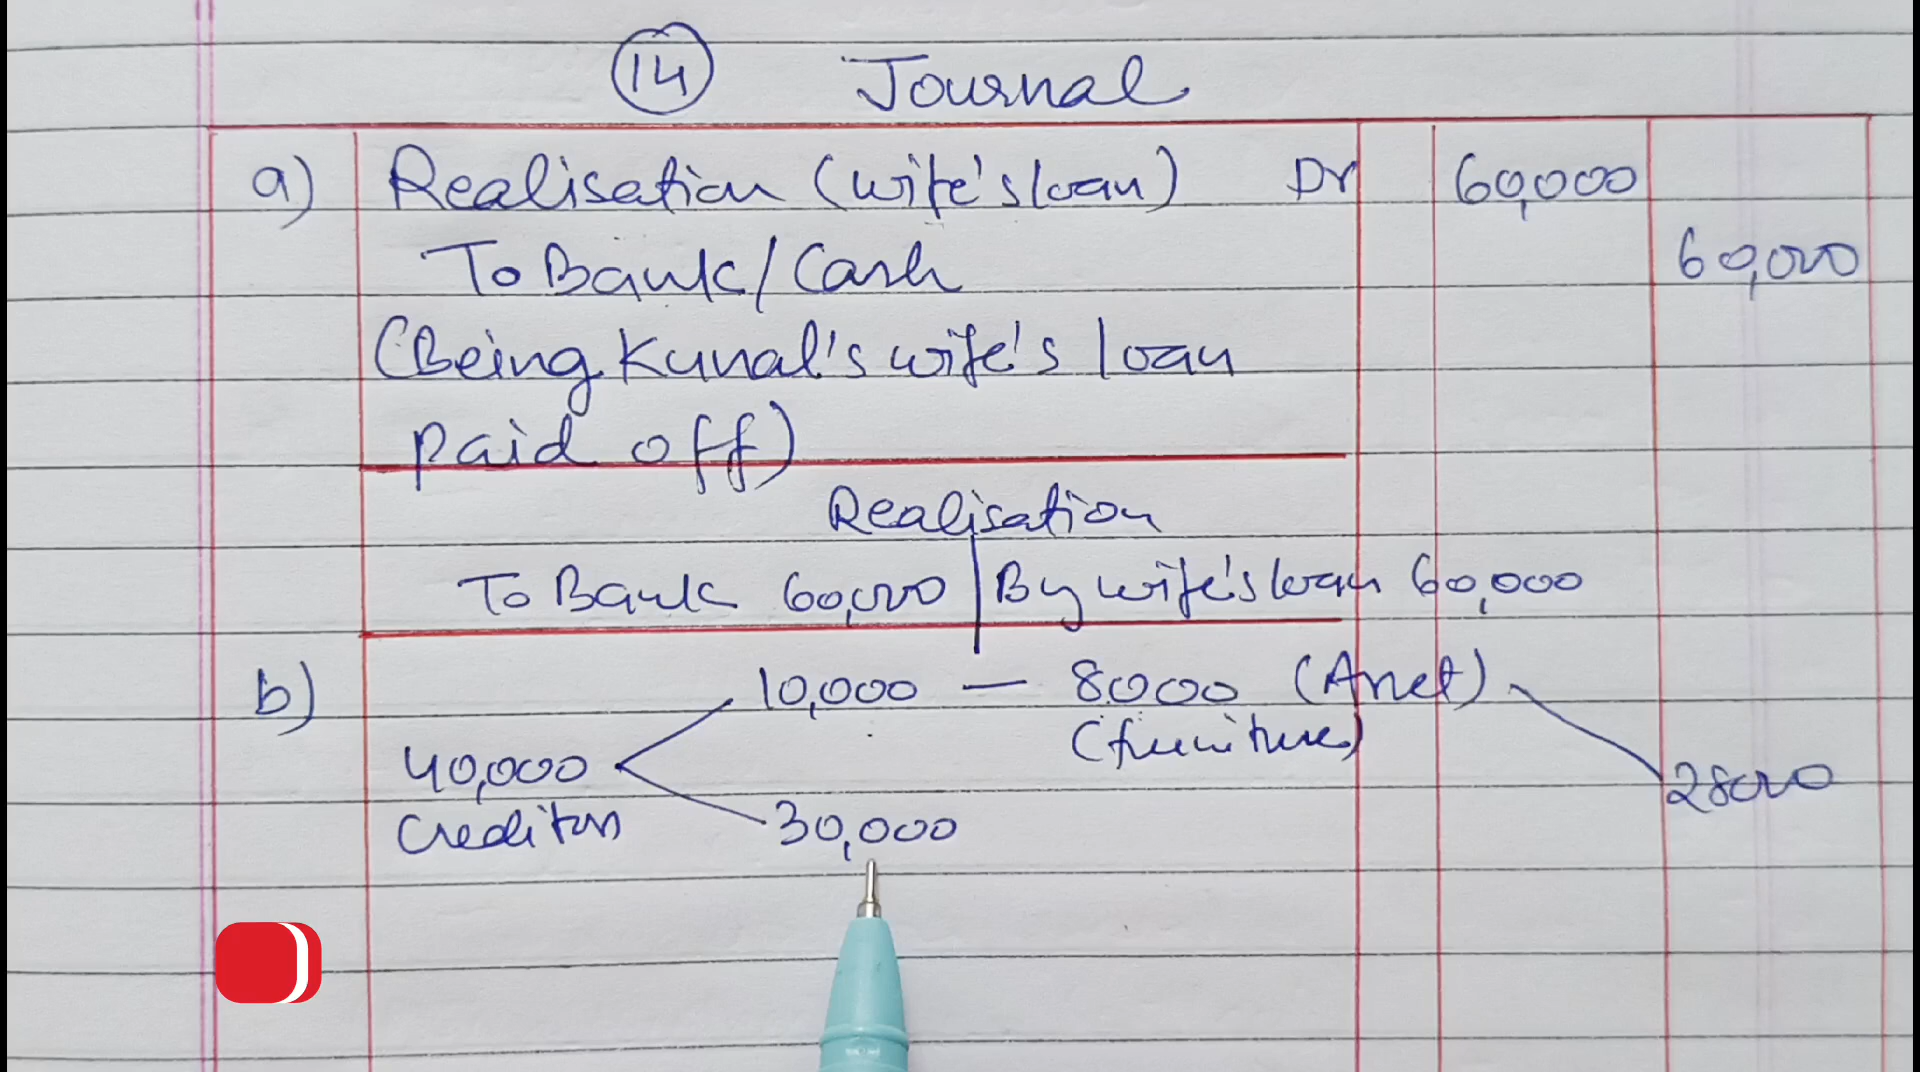 14 Journal
a) Realisation (wife's loan) Dr 60,000
To Bank/Cash 60,000
(Being Kunal's wife's loan
paid off)
Realisation
To Bank 60,000 By wife's loan 60,000
b) 10,000 — 8000 (Asset)
(furniture)
40,000 28000
Creditors 30,000